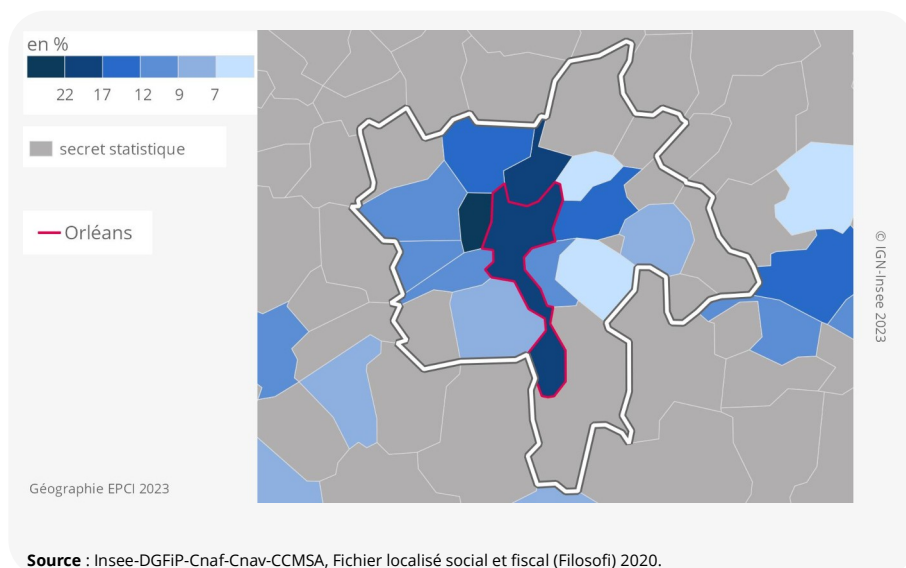 en %
22 17 12 9 7
secret statistique
Orléans
© IGN-Insee 2023
Géographie EPCI 2023
Source : Insee-DGFiP-Cnaf-Cnav-CCMSA, Fichier localisé social et fiscal (Filosofi) 2020.